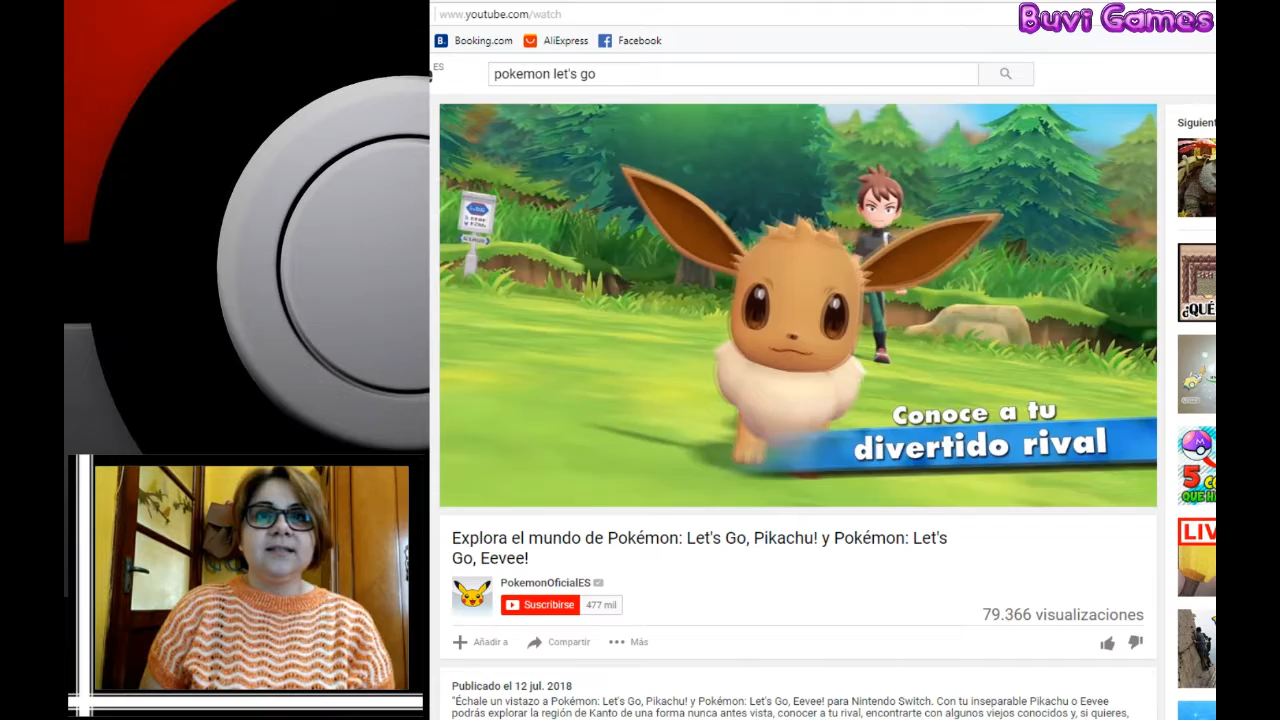 Buvi Games
www.youtube.com/watch
Booking.com AliExpress Facebook
ES
pokemon let's go
Siguient
Conoce a tu
divertido rival
¿QUÉ
5 CO
QUE H
LIV
Explora el mundo de Pokémon: Let's Go, Pikachu! y Pokémon: Let's
Go, Eevee!
PokemonOficialES
Suscribirse 477 mil
79.366 visualizaciones
Añadir a Compartir Más
Publicado el 12 jul. 2018
"Échale un vistazo a Pokémon: Let's Go, Pikachu! y Pokémon: Let's Go, Eevee! para Nintendo Switch. Con tu inseparable Pikachu o Eevee
podrás explorar la región de Kanto de una forma nunca antes vista, conocer a tu rival, encontrarte con algunos viejos conocidos y, si quieres,